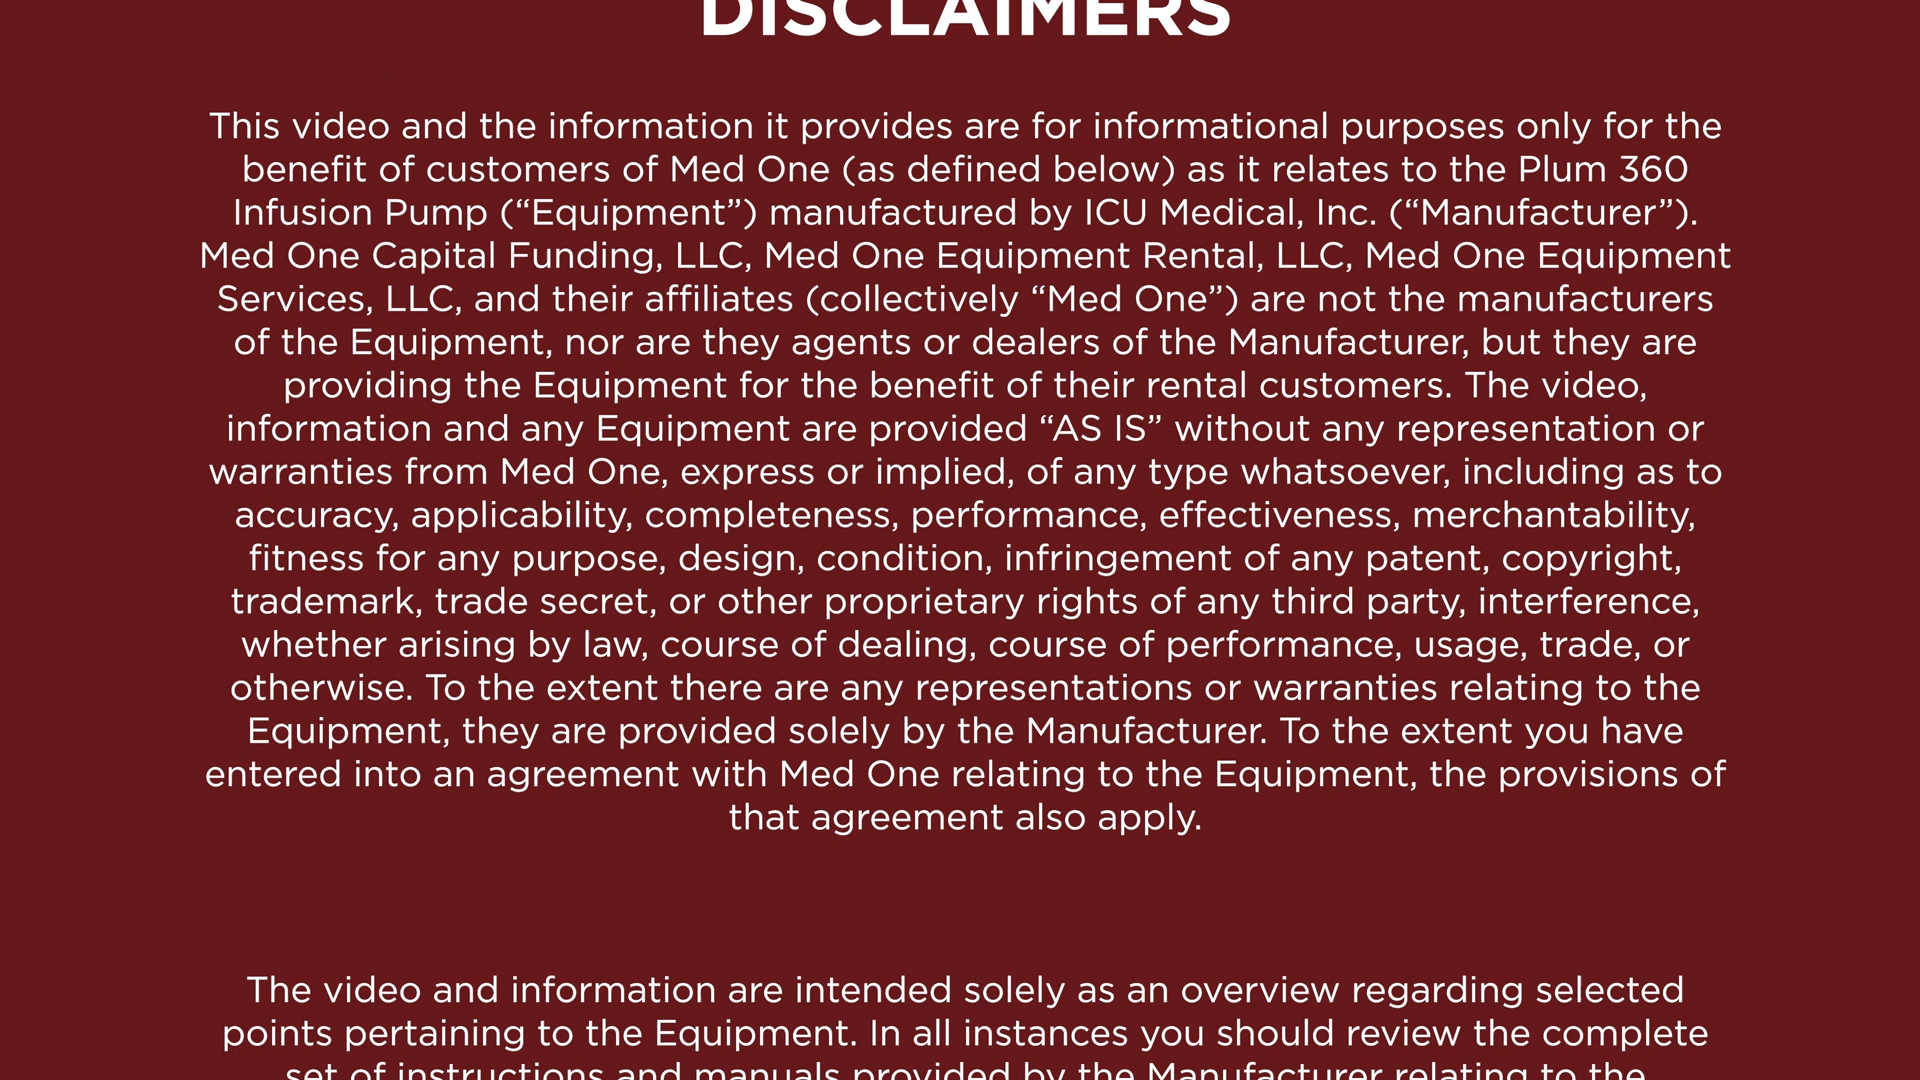 DISCLAIMERS
This video and the information it provides are for informational purposes only for the
benefit of customers of Med One (as defined below) as it relates to the Plum 360
Infusion Pump (“Equipment”) manufactured by ICU Medical, Inc. (“Manufacturer”).
Med One Capital Funding, LLC, Med One Equipment Rental, LLC, Med One Equipment
Services, LLC, and their affiliates (collectively “Med One”) are not the manufacturers
of the Equipment, nor are they agents or dealers of the Manufacturer, but they are
providing the Equipment for the benefit of their rental customers. The video,
information and any Equipment are provided “AS IS” without any representation or
warranties from Med One, express or implied, of any type whatsoever, including as to
accuracy, applicability, completeness, performance, effectiveness, merchantability,
fitness for any purpose, design, condition, infringement of any patent, copyright,
trademark, trade secret, or other proprietary rights of any third party, interference,
whether arising by law, course of dealing, course of performance, usage, trade, or
otherwise. To the extent there are any representations or warranties relating to the
Equipment, they are provided solely by the Manufacturer. To the extent you have
entered into an agreement with Med One relating to the Equipment, the provisions of
that agreement also apply.
The video and information are intended solely as an overview regarding selected
points pertaining to the Equipment. In all instances you should review the complete
set of instructions and manuals provided by the Manufacturer relating to the